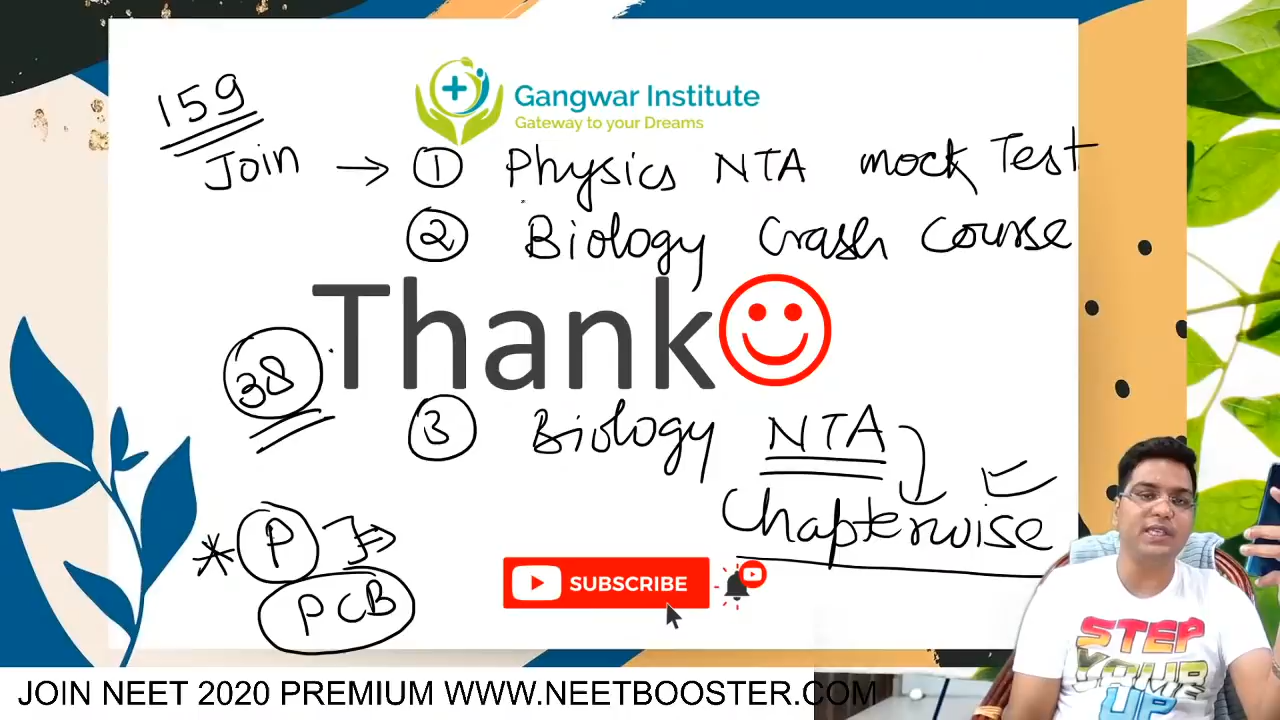 159
Gangwar Institute
Gateway to your Dreams
Join → ① Physics NTA mock Test
② Biology Crash Course
Thank
38
③ Biology NTA
Chapterwise
* P
PCB
SUBSCRIBE
STEP
YOUR
UP
JOIN NEET 2020 PREMIUM WWW.NEETBOOSTER.COM